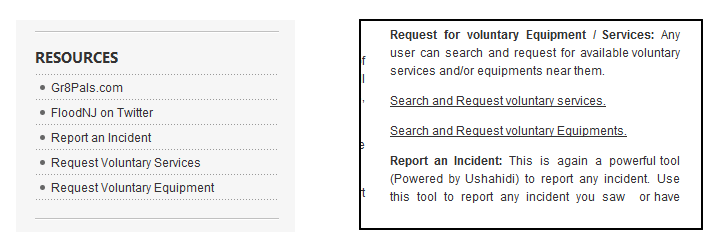 RESOURCES
Gr8Pals.com
FloodNJ on Twitter
Report an Incident
Request Voluntary Services
Request Voluntary Equipment
Request for voluntary Equipment / Services: Any
user can search and request for available voluntary
services and/or equipments near them.
Search and Request voluntary services.
Search and Request voluntary Equipments.
Report an Incident: This is again a powerful tool
(Powered by Ushahidi) to report any incident. Use
this tool to report any incident you saw or have